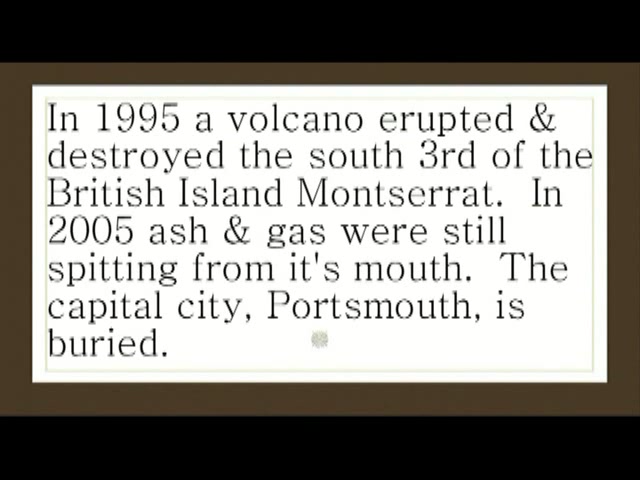 In 1995 a volcano erupted &
destroyed the south 3rd of the
British Island Montserrat.  In
2005 ash & gas were still
spitting from it's mouth.  The
capital city, Portsmouth, is
buried.